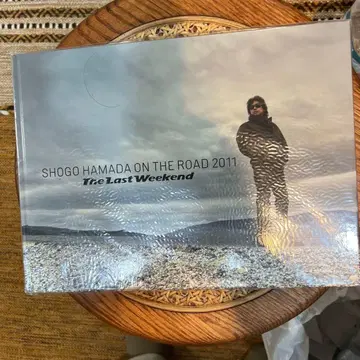 SHOGO HAMADA ON THE ROAD 2011
The Last Weekend